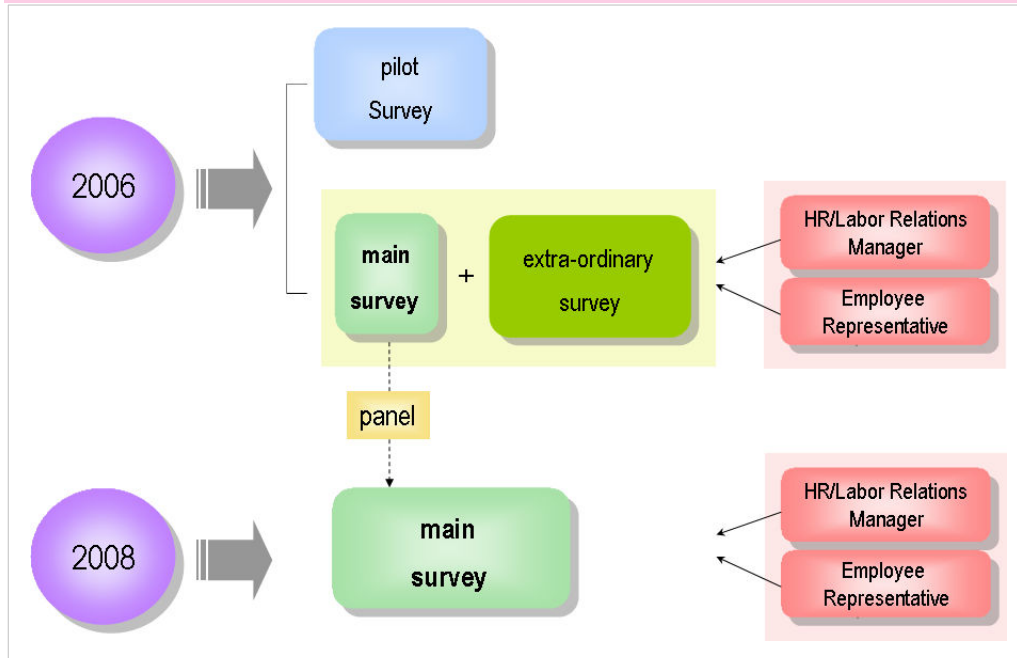 pilot
Survey
2006
main
survey
+
extra-ordinary
survey
HR/Labor Relations
Manager
Employee
Representative
panel
2008
main
survey
HR/Labor Relations
Manager
Employee
Representative